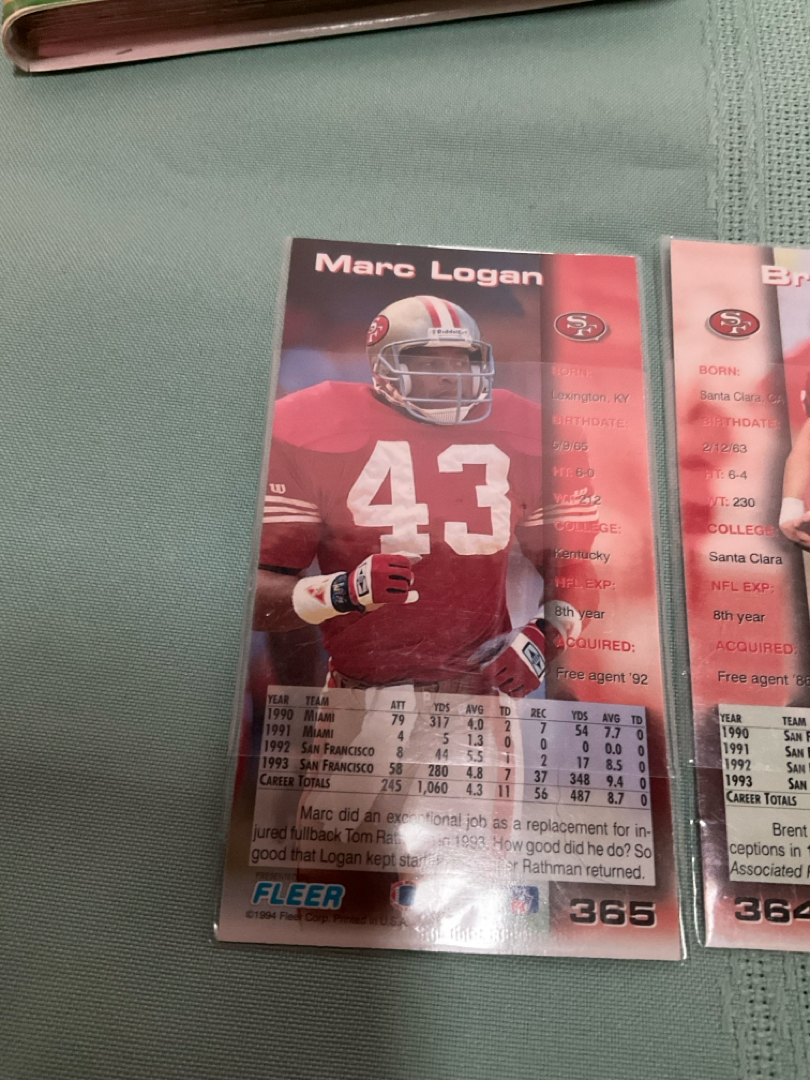 Marc Logan
43
SF
BORN:
Lexington, KY
BIRTHDATE:
5/9/65
HT: 6-0
WT: 212
COLLEGE:
Kentucky
NFL EXP:
8th year
ACQUIRED:
Free agent '92
YEAR TEAM ATT YDS AVG TD REC YDS AVG TD
1990 MIAMI 79 317 4.0 2 7 54 7.7 0
1991 MIAMI 4 5 1.3 0 0 0 0.0 0
1992 SAN FRANCISCO 8 44 5.5 1 2 17 8.5 0
1993 SAN FRANCISCO 58 280 4.8 7 37 348 9.4 0
CAREER TOTALS 245 1,060 4.3 11 56 487 8.7 0
Marc did an exceptional job as a replacement for in-
jured fullback Tom in 1993. How good did he do? So
good that Logan kept Rathman returned.
FLEER
©1994 Fleer Corp. Printed in U.S.A.
365
Br
SF
BORN:
Santa Clara, CA
BIRTHDATE:
2/12/63
HT: 6-4
WT: 230
COLLEGE:
Santa Clara
NFL EXP:
8th year
ACQUIRED:
Free agent '86
YEAR TEAM
1990 SAN
1991 SAN
1992 SAN
1993 SAN
CAREER TOTALS
Brent
ceptions in
Associated
364